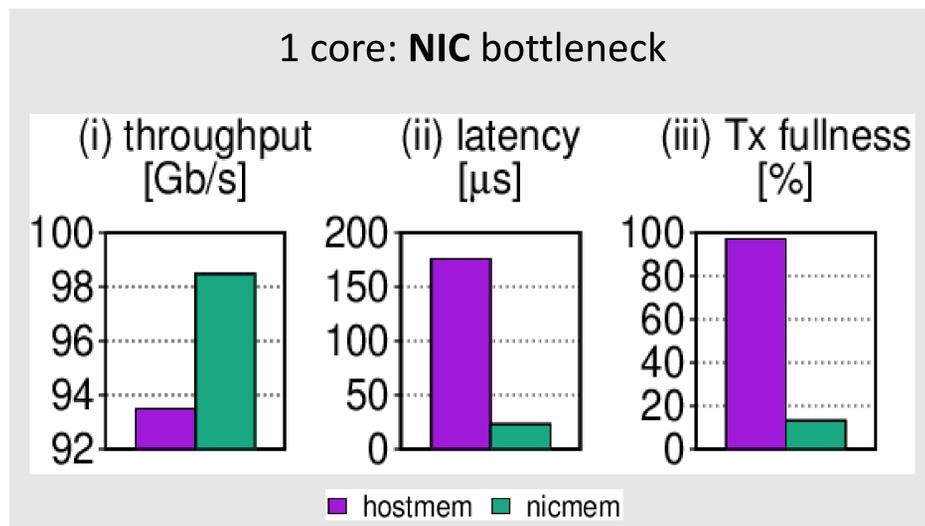 1 core: NIC bottleneck
(i) throughput
[Gb/s]
100
98
96
94
92
(ii) latency
[μs]
200
150
100
50
0
(iii) Tx fullness
[%]
100
80
60
40
20
0
hostmem nicmem